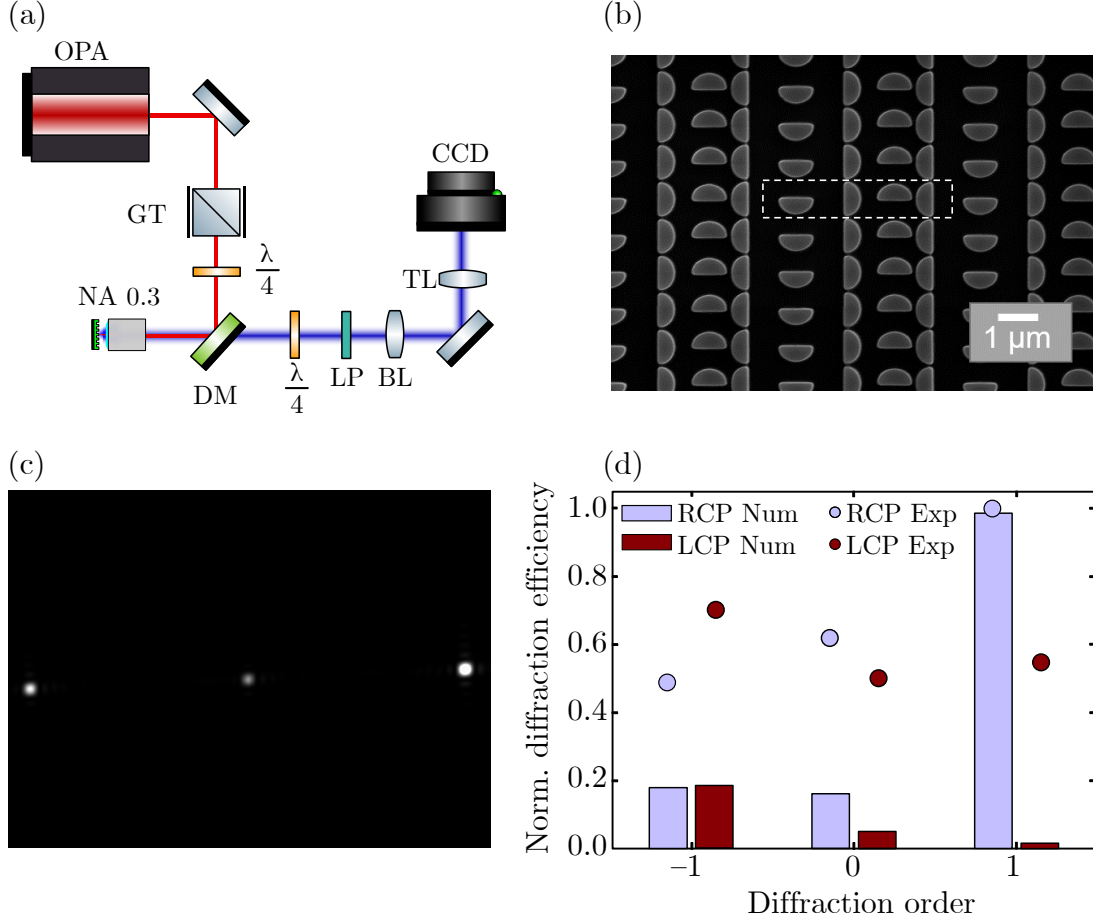 (a)
OPA
GT
λ
4
NA 0.3
DM
λ
4
LP
BL
TL
CCD
(b)
1 μm
(c)
(d)
Norm. diffraction efficiency
1.0
0.8
0.6
0.4
0.2
0.0
RCP Num
RCP Exp
LCP Num
LCP Exp
−1
0
1
Diffraction order